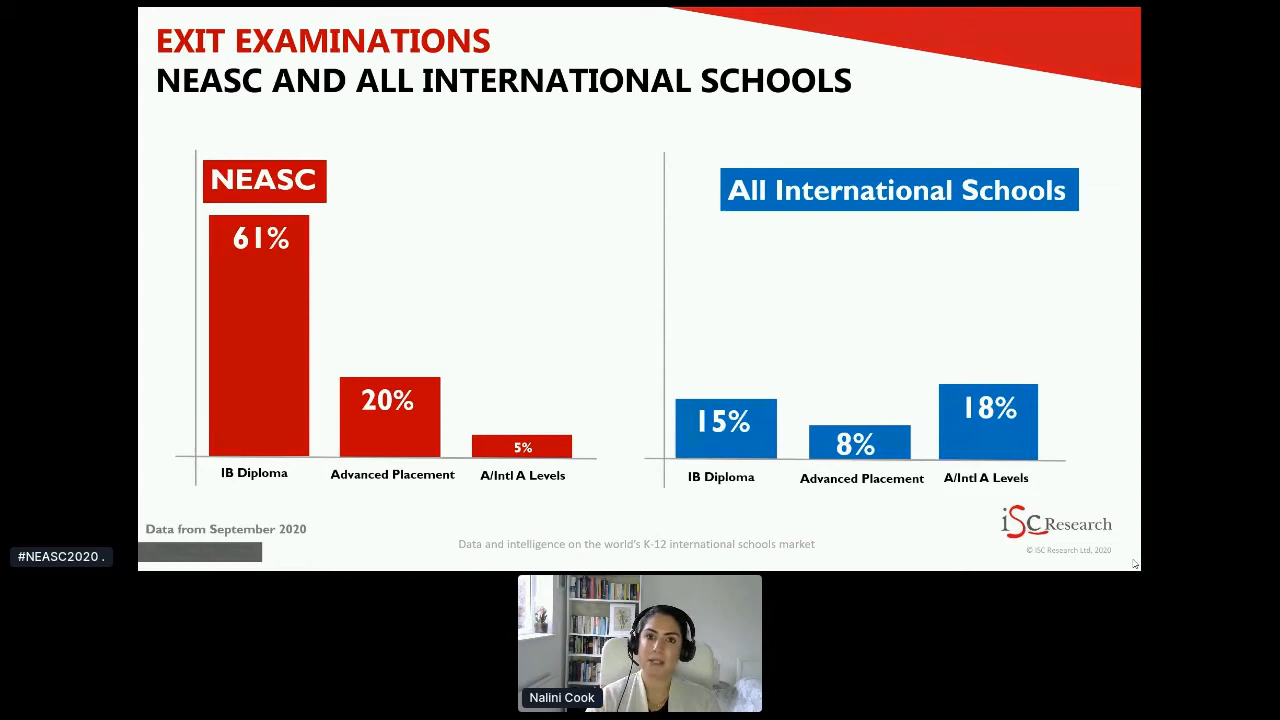 EXIT EXAMINATIONS
NEASC AND ALL INTERNATIONAL SCHOOLS
NEASC
61%
20%
5%
IB Diploma
Advanced Placement
A/Intl A Levels
All International Schools
15%
8%
18%
IB Diploma
Advanced Placement
A/Intl A Levels
Data from September 2020
Data and intelligence on the world's K-12 international schools market
iSC Research
© ISC Research Ltd, 2020
#NEASC2020 .
Nalini Cook